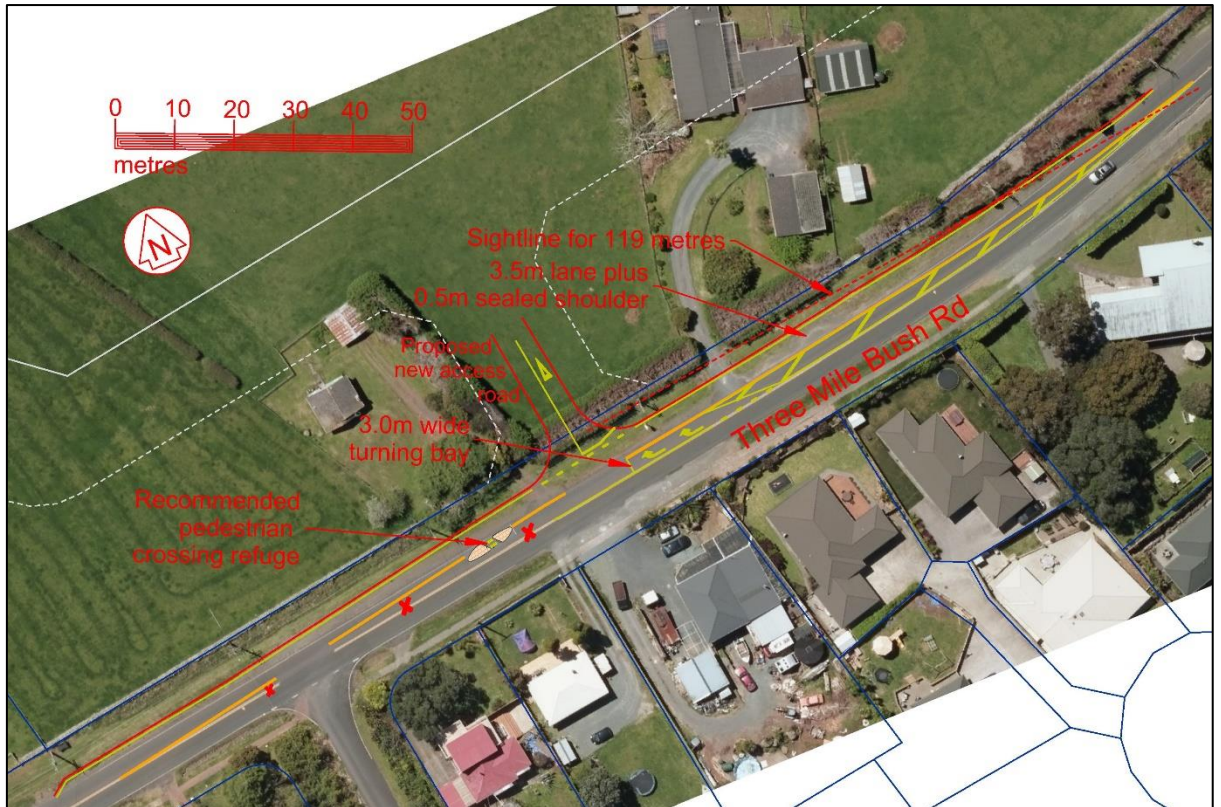 0 10 20 30 40 50
metres
N
Sightline for 119 metres
3.5m lane plus
0.5m sealed shoulder
Proposed
new access
road
3.0m wide
turning bay
Three Mile Bush Rd
Recommended
pedestrian
crossing refuge